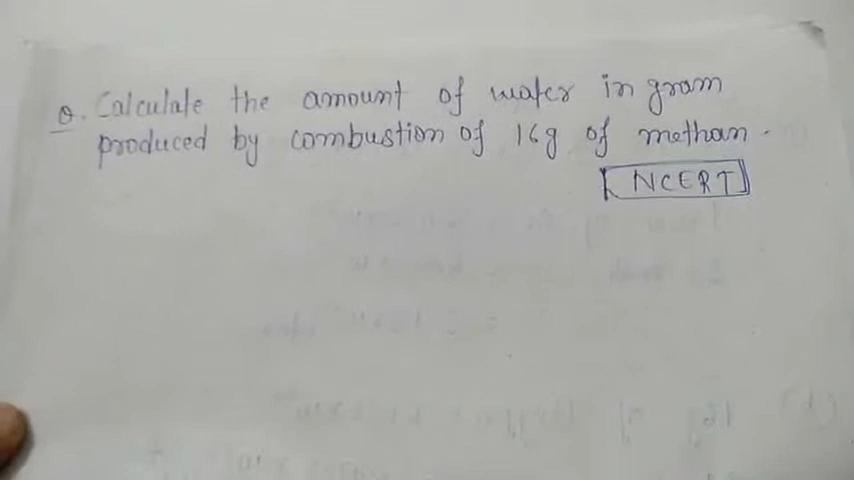 Q. Calculate the amount of water in gram
produced by combustion of 16g of methan.
[NCERT]